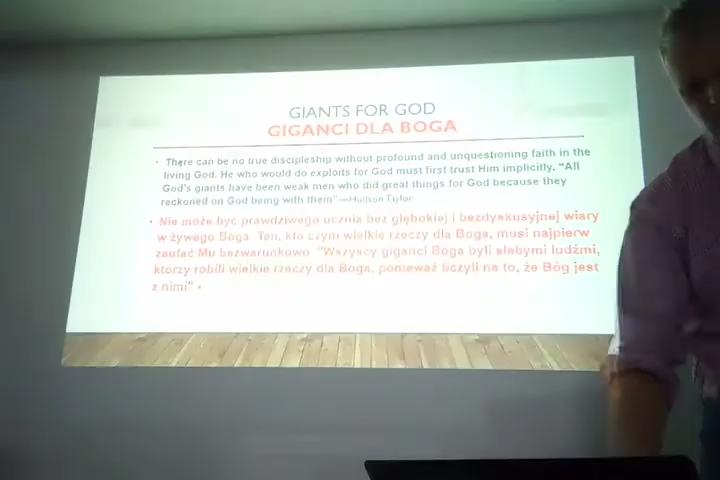 GIANTS FOR GOD
GIGANCI DLA BOGA
• There can be no true discipleship without profound and unquestioning faith in the
living God. He who would do exploits for God must first trust Him implicitly. "All
God's giants have been weak men who did great things for God because they
reckoned on God being with them"—Hudson Tayler
• Nie może być prawdziwego ucznia bez głębokiej i bezdyskusyjnej wiary
w żywego Boga. Ten, kto czyni wielkie rzeczy dla Boga, musi najpierw
zaufać Mu bezwarunkowo. "Wszyscy giganci Boga byli słabymi ludźmi,
którzy robili wielkie rzeczy dla Boga, ponieważ liczyli na to, że Bóg jest
z nimi" •